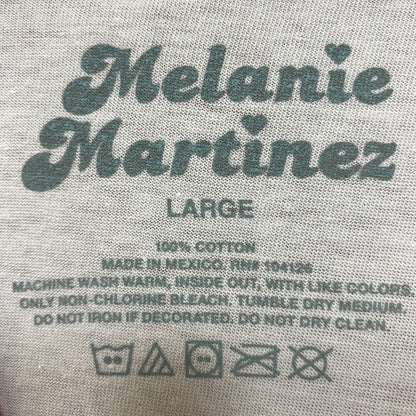 Melanie
Martinez
LARGE
100% COTTON
MADE IN MEXICO. RN# 104126
MACHINE WASH WARM, INSIDE OUT, WITH LIKE COLORS.
ONLY NON-CHLORINE BLEACH. TUMBLE DRY MEDIUM.
DO NOT IRON IF DECORATED. DO NOT DRY CLEAN.